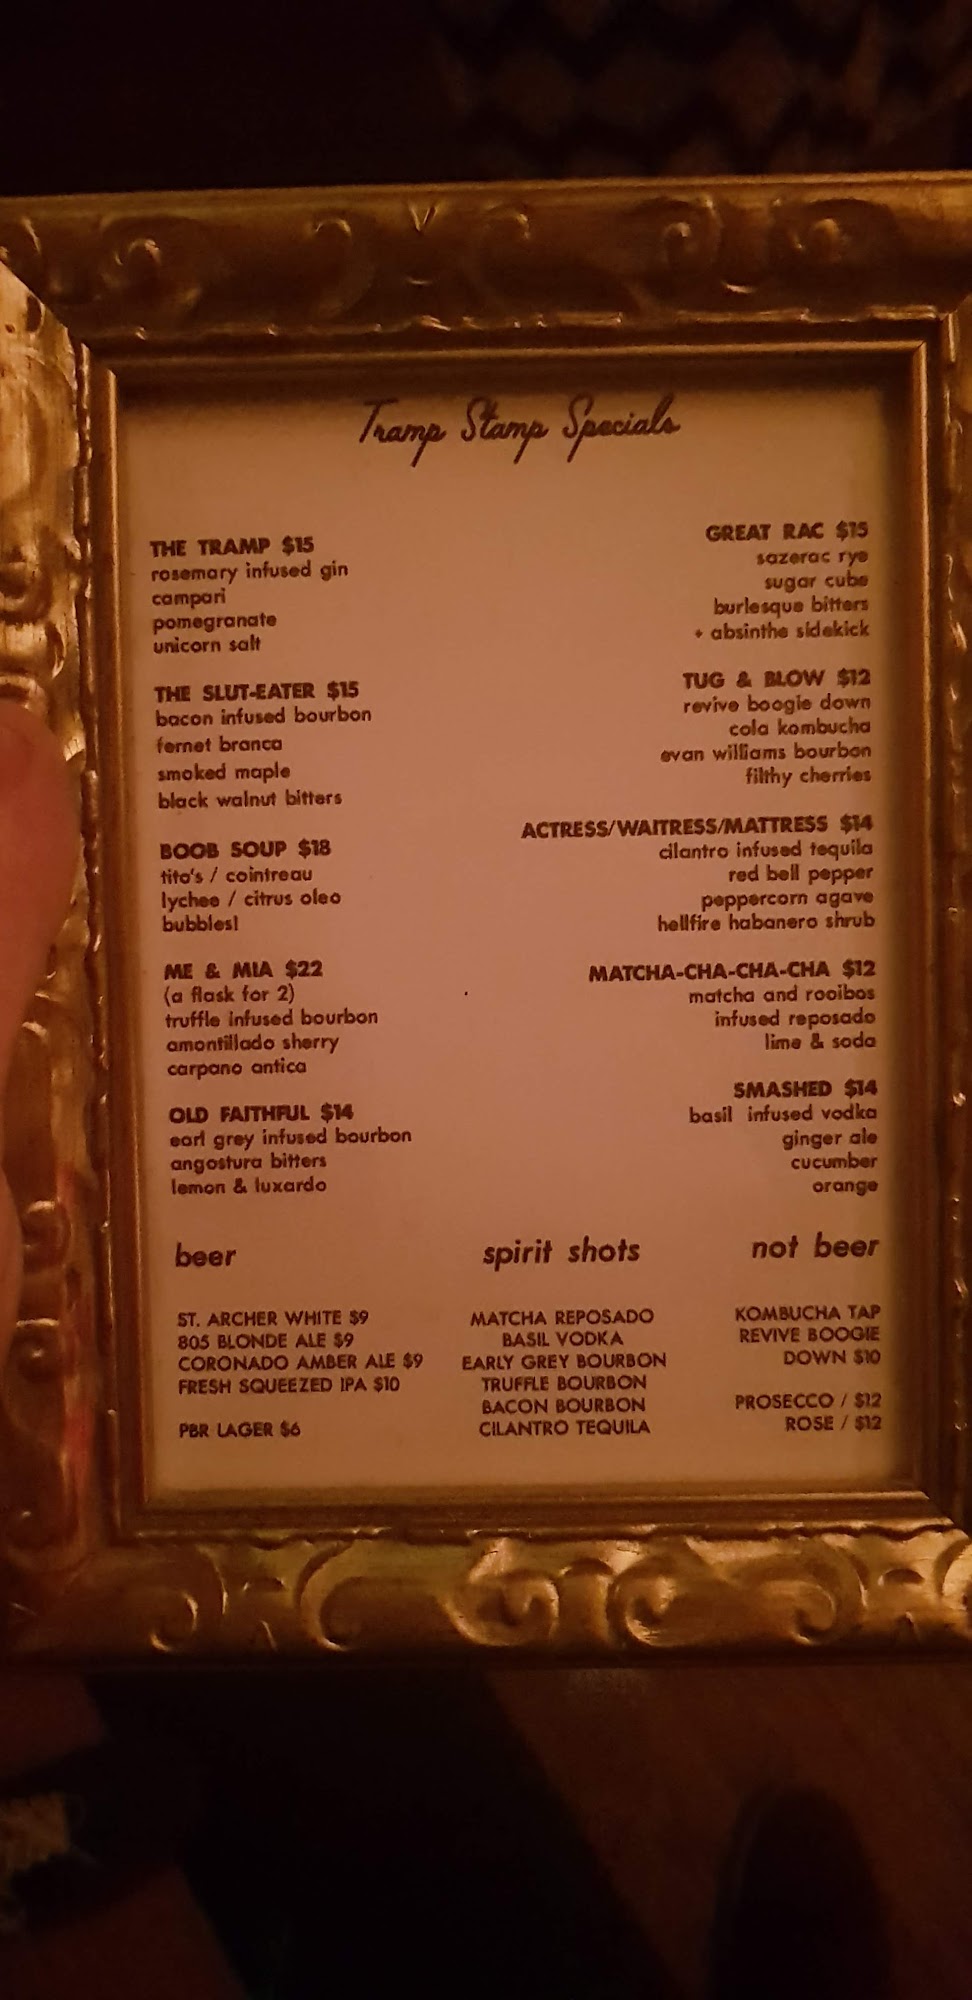 Tramp Stamp Specials
THE TRAMP $15
rosemary infused gin
campari
pomegranate
unicorn salt
THE SLUT-EATER $15
bacon infused bourbon
fernet branca
smoked maple
black walnut bitters
BOOB SOUP $18
tito's / cointreau
lychee / citrus oleo
bubbles!
ME & MIA $22
(a flask for 2)
truffle infused bourbon
amontillado sherry
carpano antica
OLD FAITHFUL $14
earl grey infused bourbon
angostura bitters
lemon & luxardo
GREAT RAC $15
sazerac rye
sugar cube
burlesque bitters
+ absinthe sidekick
TUG & BLOW $12
revive boogie down
cola kombucha
evan williams bourbon
filthy cherries
ACTRESS/WAITRESS/MATTRESS $14
cilantro infused tequila
red bell pepper
peppercorn agave
hellfire habanero shrub
MATCHA-CHA-CHA-CHA $12
matcha and rooibos
infused reposado
lime & soda
SMASHED $14
basil infused vodka
ginger ale
cucumber
orange
beer
ST. ARCHER WHITE $9
805 BLONDE ALE $9
CORONADO AMBER ALE $9
FRESH SQUEEZED IPA $10
PBR LAGER $6
spirit shots
MATCHA REPOSADO
BASIL VODKA
EARLY GREY BOURBON
TRUFFLE BOURBON
BACON BOURBON
CILANTRO TEQUILA
not beer
KOMBUCHA TAP
REVIVE BOOGIE
DOWN $10
PROSECCO / $12
ROSE / $12